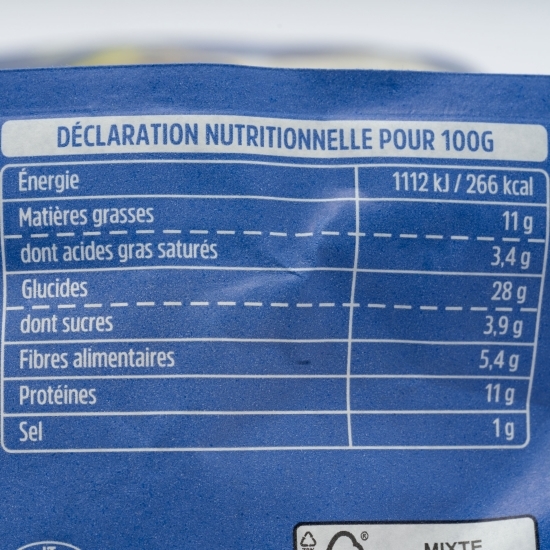 DÉCLARATION NUTRITIONNELLE POUR 100G
Énergie 1112 kJ / 266 kcal
Matières grasses 11 g
dont acides gras saturés 3,4 g
Glucides 28 g
dont sucres 3,9 g
Fibres alimentaires 5,4 g
Protéines 11 g
Sel 1 g
® MIXTE